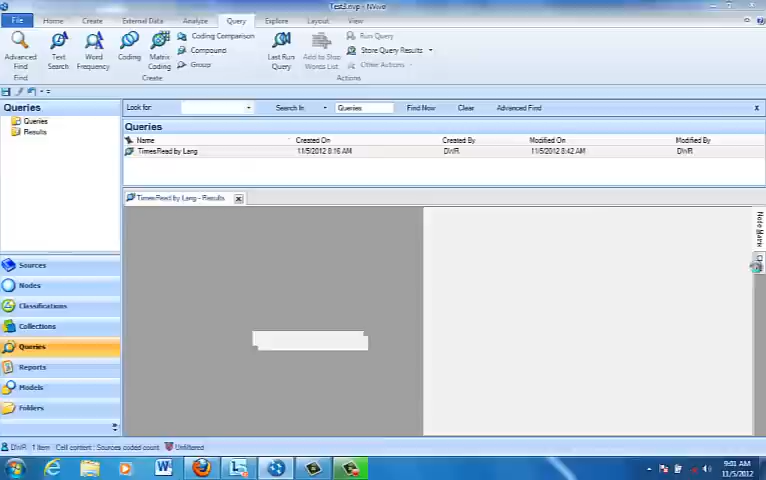 Test3.nvp - NVivo
File Home Create External Data Analyze Query Explore Layout View
Advanced Find
Text Search
Word Frequency
Coding
Matrix Coding
Coding Comparison
Compound
Group
Last Run Query
Add to Stop Words List
Run Query
Store Query Results
Other Actions
Find Create Actions
Queries
Look for: Search In Queries Find Now Clear Advanced Find
Queries
Results
Queries
Name Created On Created By Modified On Modified By
TimesRead by Lang 11/5/2012 8:16 AM DWR 11/5/2012 8:42 AM DWR
TimesRead by Lang - Results
Node Matrix
Sources
Nodes
Classifications
Collections
Queries
Reports
Models
Folders
DWR 1 Item Cell content: Sources coded count Unfiltered
9:01 AM
11/5/2012